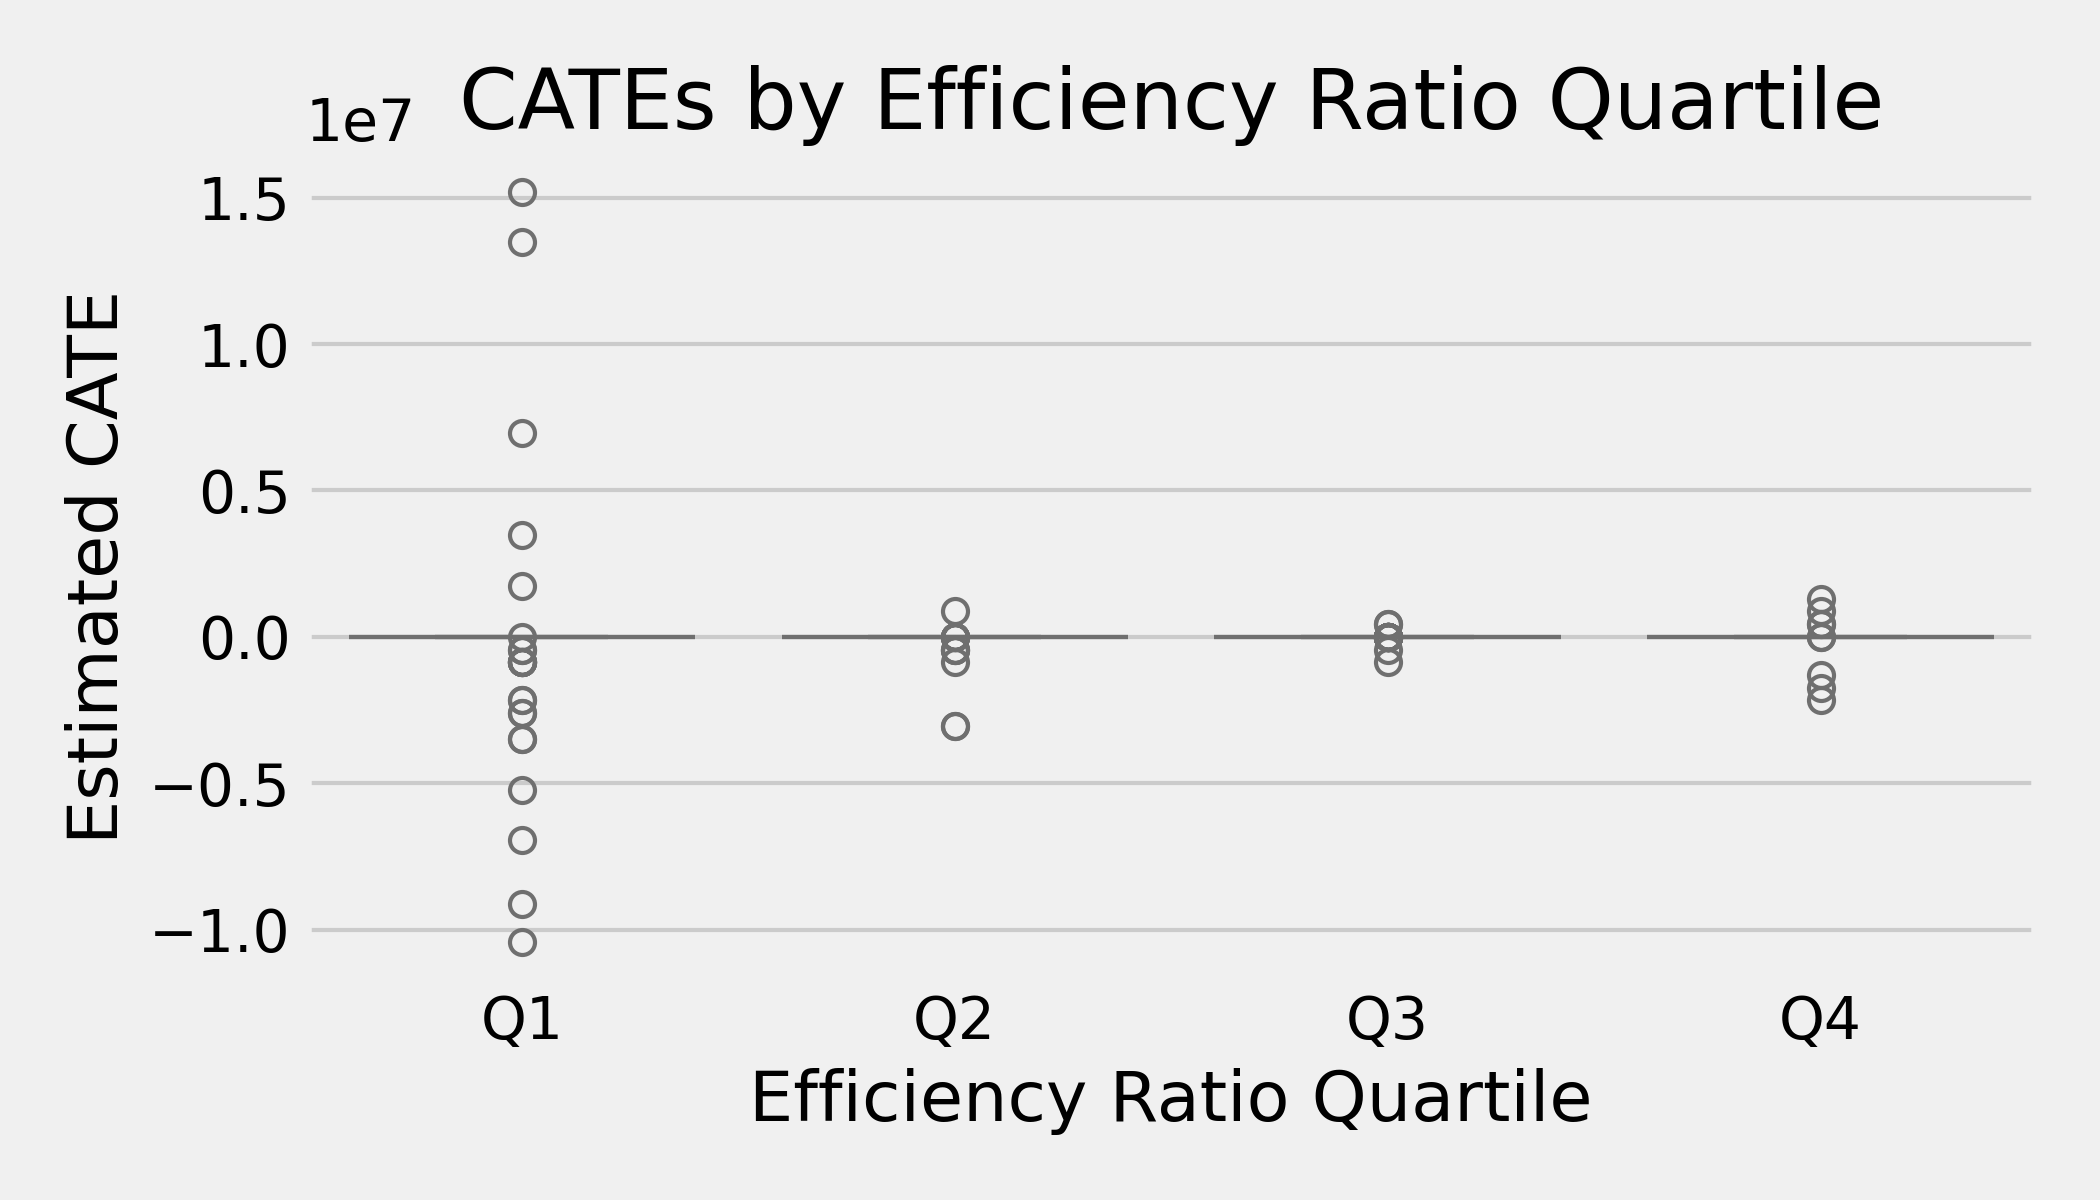 CATEs by Efficiency Ratio Quartile
1e7
1.5
1.0
0.5
0.0
−0.5
−1.0
Estimated CATE
Q1 Q2 Q3 Q4
Efficiency Ratio Quartile